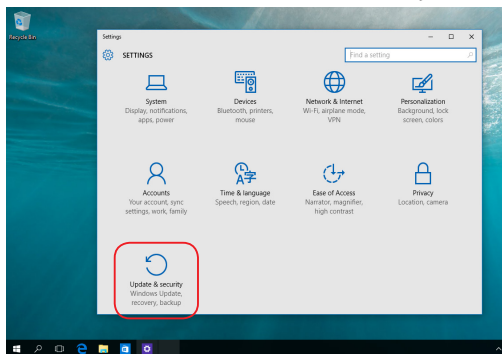 Recycle Bin
Settings
SETTINGS
Find a setting
System
Display, notifications,
apps, power
Devices
Bluetooth, printers,
mouse
Network & Internet
Wi-Fi, airplane mode,
VPN
Personalization
Background, lock
screen, colors
Accounts
Your account, sync
settings, work, family
Time & language
Speech, region, date
Ease of Access
Narrator, magnifier,
high contrast
Privacy
Location, camera
Update & security
Windows Update,
recovery, backup